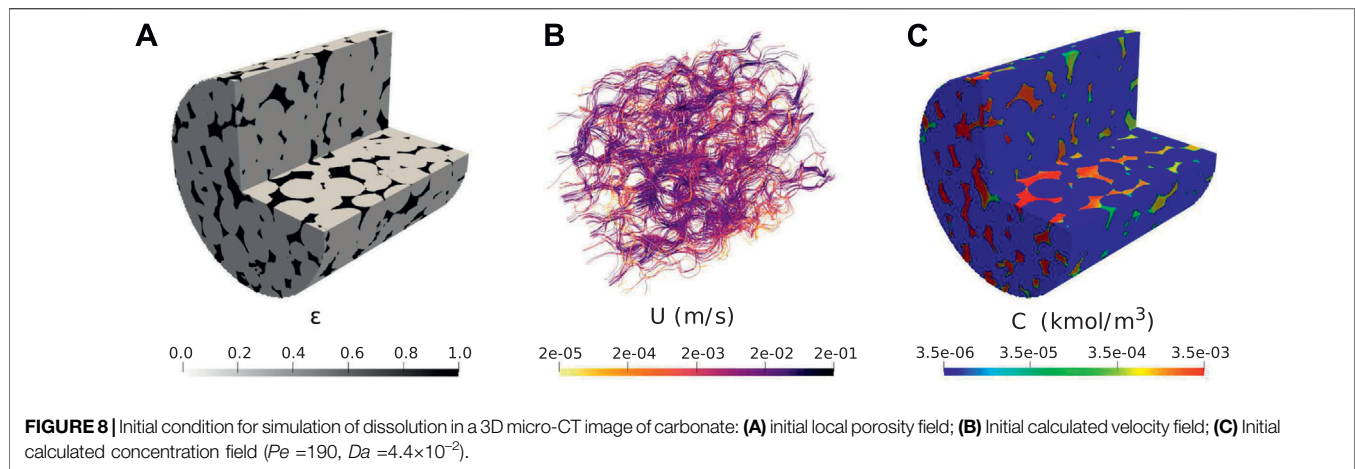 A B C
ε
U (m/s)
C (kmol/m³)
0.0 0.2 0.4 0.6 0.8 1.0
2e-05 2e-04 2e-03 2e-02 2e-01
3.5e-06 3.5e-05 3.5e-04 3.5e-03
FIGURE 8 | Initial condition for simulation of dissolution in a 3D micro-CT image of carbonate: (A) initial local porosity field; (B) Initial calculated velocity field; (C) Initial
calculated concentration field (Pe =190, Da =4.4×10⁻²).